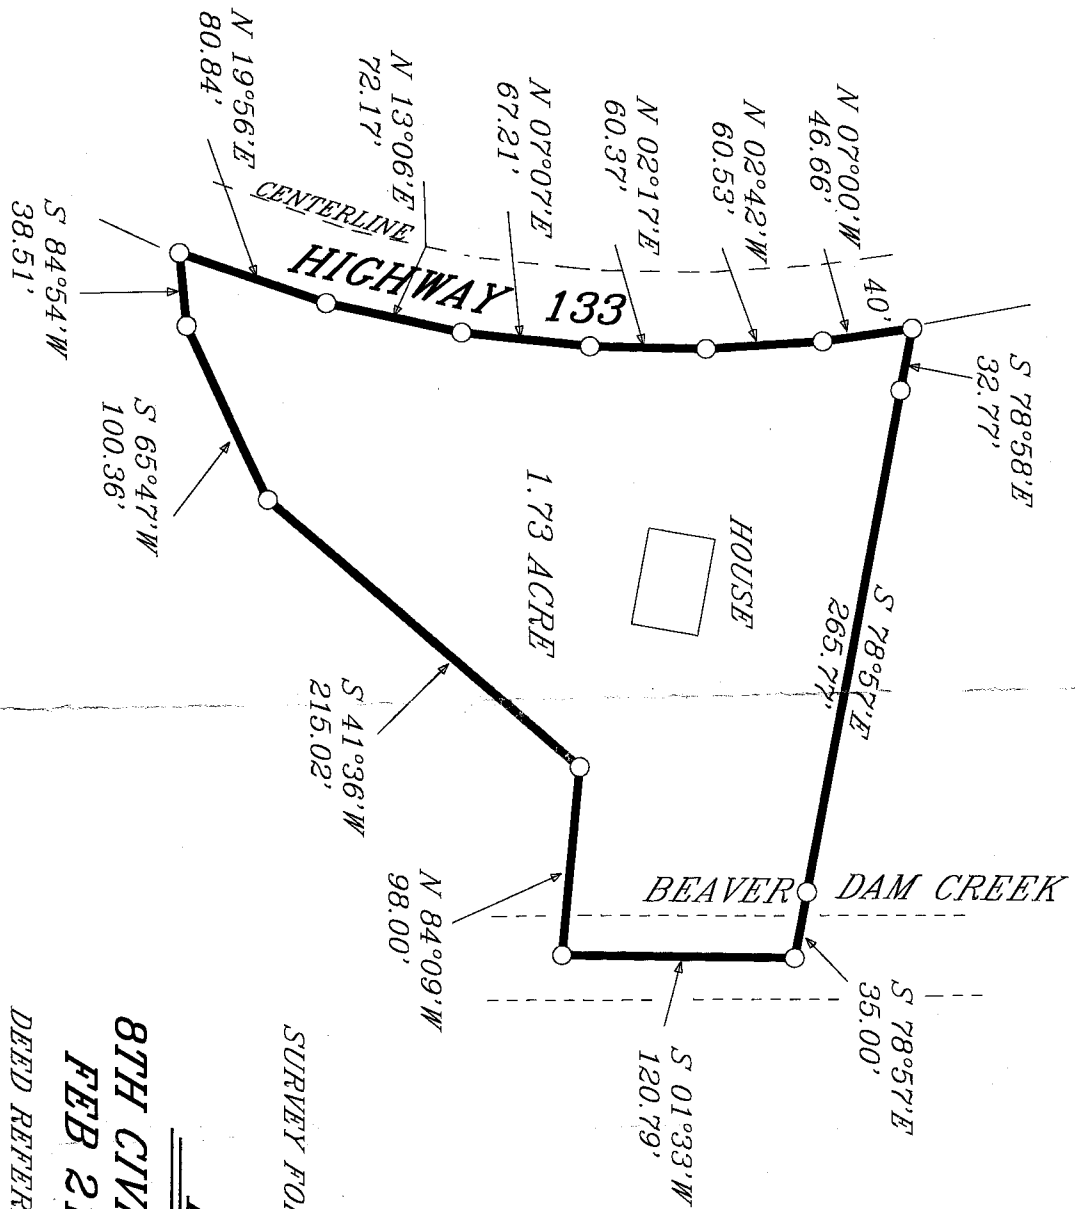 N 19°56'E
80.84'
N 13°06'E
72.17'
N 07°07'E
67.21'
N 02°17'E
60.37'
N 02°42'W
60.53'
N 07°00'W
46.66'
CENTERLINE
HIGHWAY 133
40'
S 78°58'E
32.77'
S 84°54'W
38.51'
S 65°47'W
100.36'
1.73 ACRE
HOUSE
S 78°57'E
265.77'
S 41°36'W
215.02'
BEAVER DAM CREEK
N 84°09'W
98.00'
S 78°57'E
35.00'
S 01°33'W
120.79'
SURVEY FO
8TH CIV
FEB 2
DEED REFER